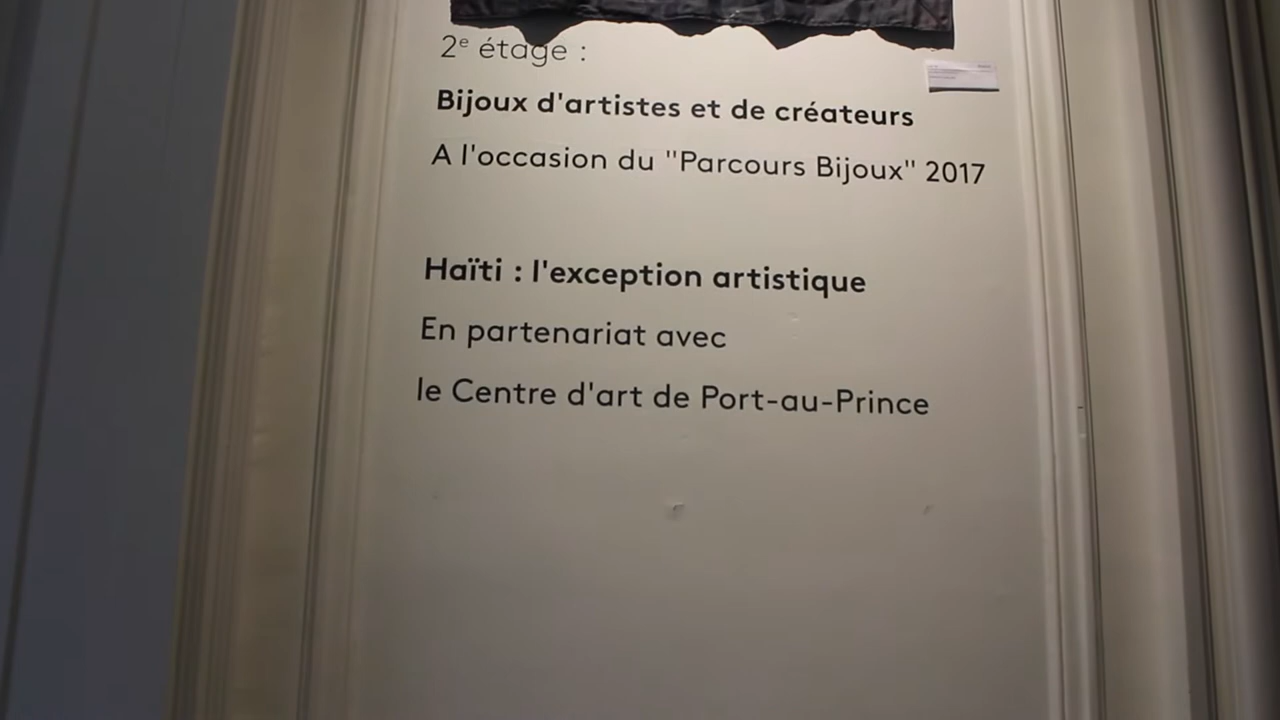 2e étage :
Bijoux d'artistes et de créateurs
A l'occasion du "Parcours Bijoux" 2017
Haïti : l'exception artistique
En partenariat avec
le Centre d'art de Port-au-Prince